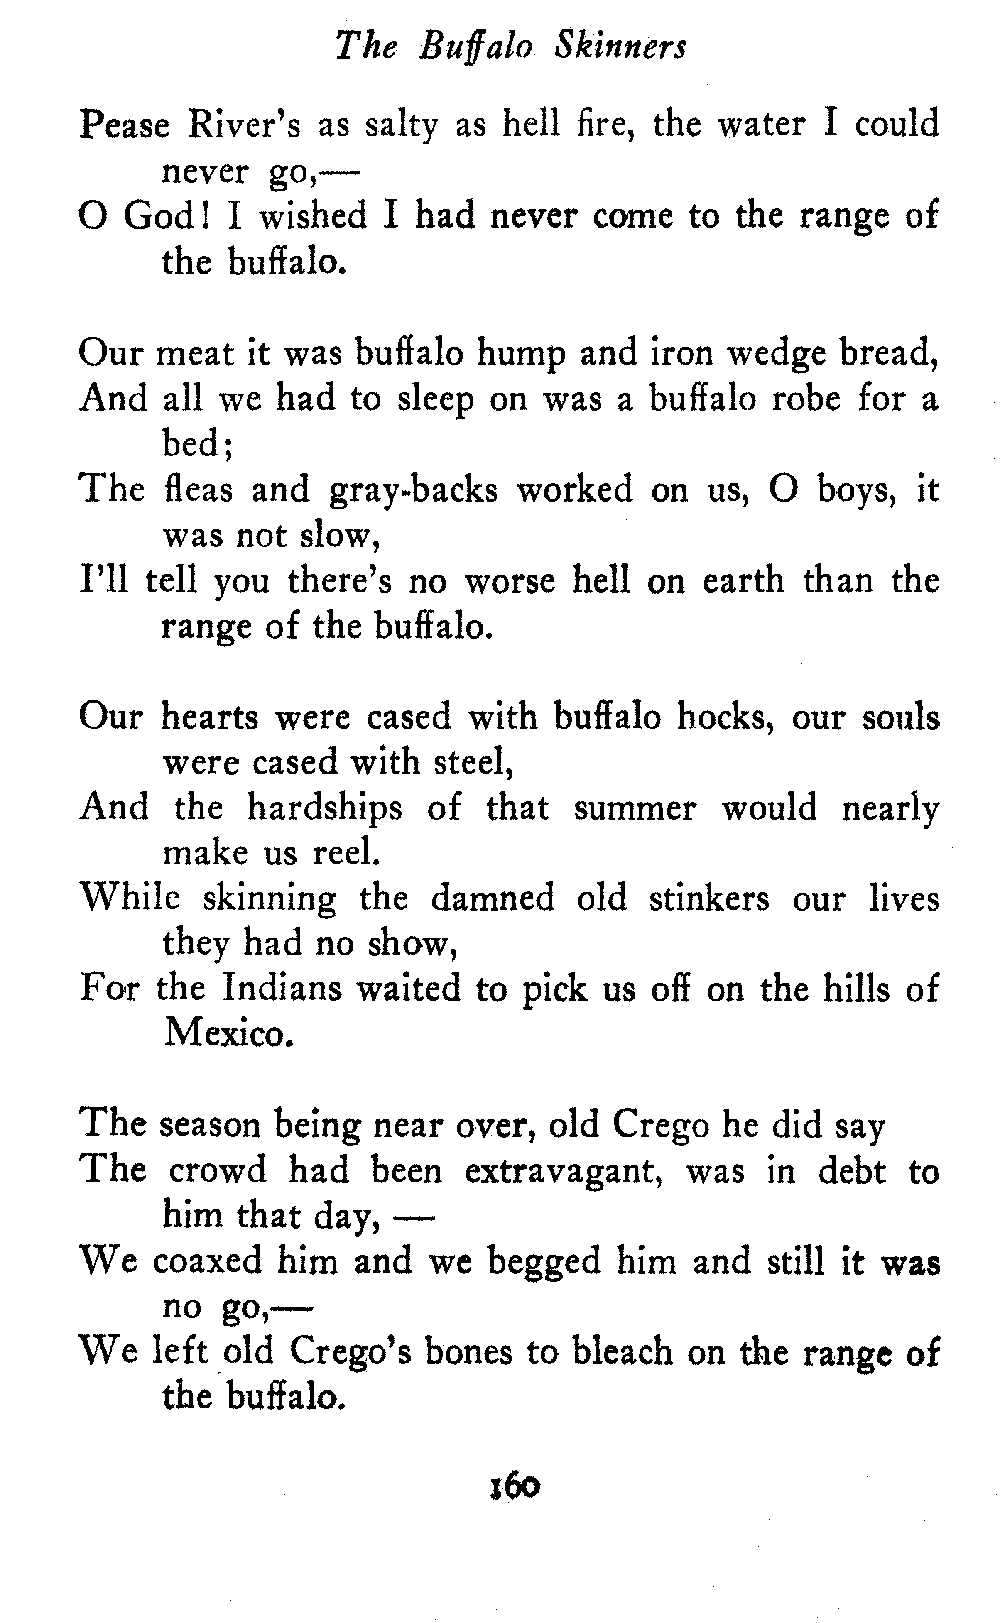 The Buffalo Skinners
Pease River's as salty as hell fire, the water I could
never go,—
O God! I wished I had never come to the range of
the buffalo.
Our meat it was buffalo hump and iron wedge bread,
And all we had to sleep on was a buffalo robe for a
bed;
The fleas and gray-backs worked on us, O boys, it
was not slow,
I'll tell you there's no worse hell on earth than the
range of the buffalo.
Our hearts were cased with buffalo hocks, our souls
were cased with steel,
And the hardships of that summer would nearly
make us reel.
While skinning the damned old stinkers our lives
they had no show,
For the Indians waited to pick us off on the hills of
Mexico.
The season being near over, old Crego he did say
The crowd had been extravagant, was in debt to
him that day, —
We coaxed him and we begged him and still it was
no go,—
We left old Crego's bones to bleach on the range of
the buffalo.
160